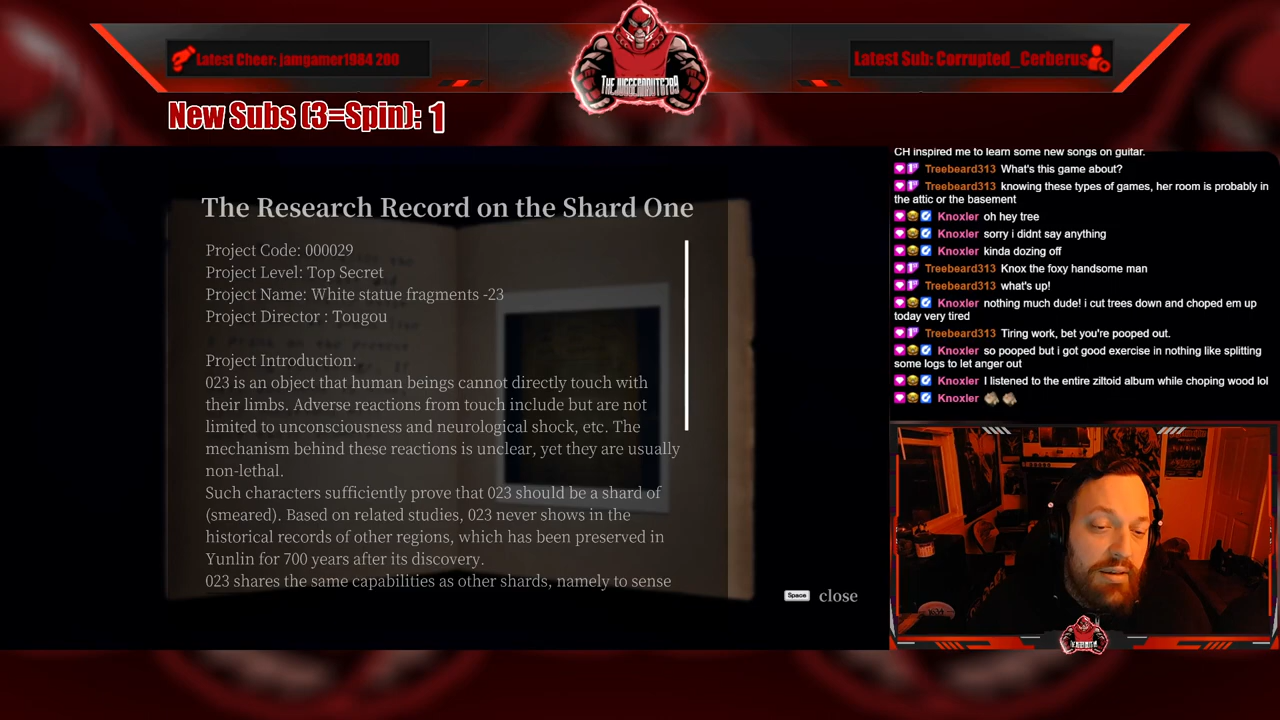 Latest Cheer: jamgamer1984 200
THEJUGGERNAUT6789
Latest Sub: Corrupted_Cerberus
New Subs (3=Spin): 1
The Research Record on the Shard One
Project Code: 000029
Project Level: Top Secret
Project Name: White statue fragments -23
Project Director : Tougou
Project Introduction:
023 is an object that human beings cannot directly touch with
their limbs. Adverse reactions from touch include but are not
limited to unconsciousness and neurological shock, etc. The
mechanism behind these reactions is unclear, yet they are usually
non-lethal.
Such characters sufficiently prove that 023 should be a shard of
(smeared). Based on related studies, 023 never shows in the
historical records of other regions, which has been preserved in
Yunlin for 700 years after its discovery.
023 shares the same capabilities as other shards, namely to sense
Space close
CH inspired me to learn some new songs on guitar.
Treebeard313 What's this game about?
Treebeard313 knowing these types of games, her room is probably in
the attic or the basement
Knoxler oh hey tree
Knoxler sorry i didnt say anything
Knoxler kinda dozing off
Treebeard313 Knox the foxy handsome man
Treebeard313 what's up!
Knoxler nothing much dude! i cut trees down and choped em up
today very tired
Treebeard313 Tiring work, bet you're pooped out.
Knoxler so pooped but i got good exercise in nothing like splitting
some logs to let anger out
Knoxler I listened to the entire ziltoid album while choping wood lol
Knoxler